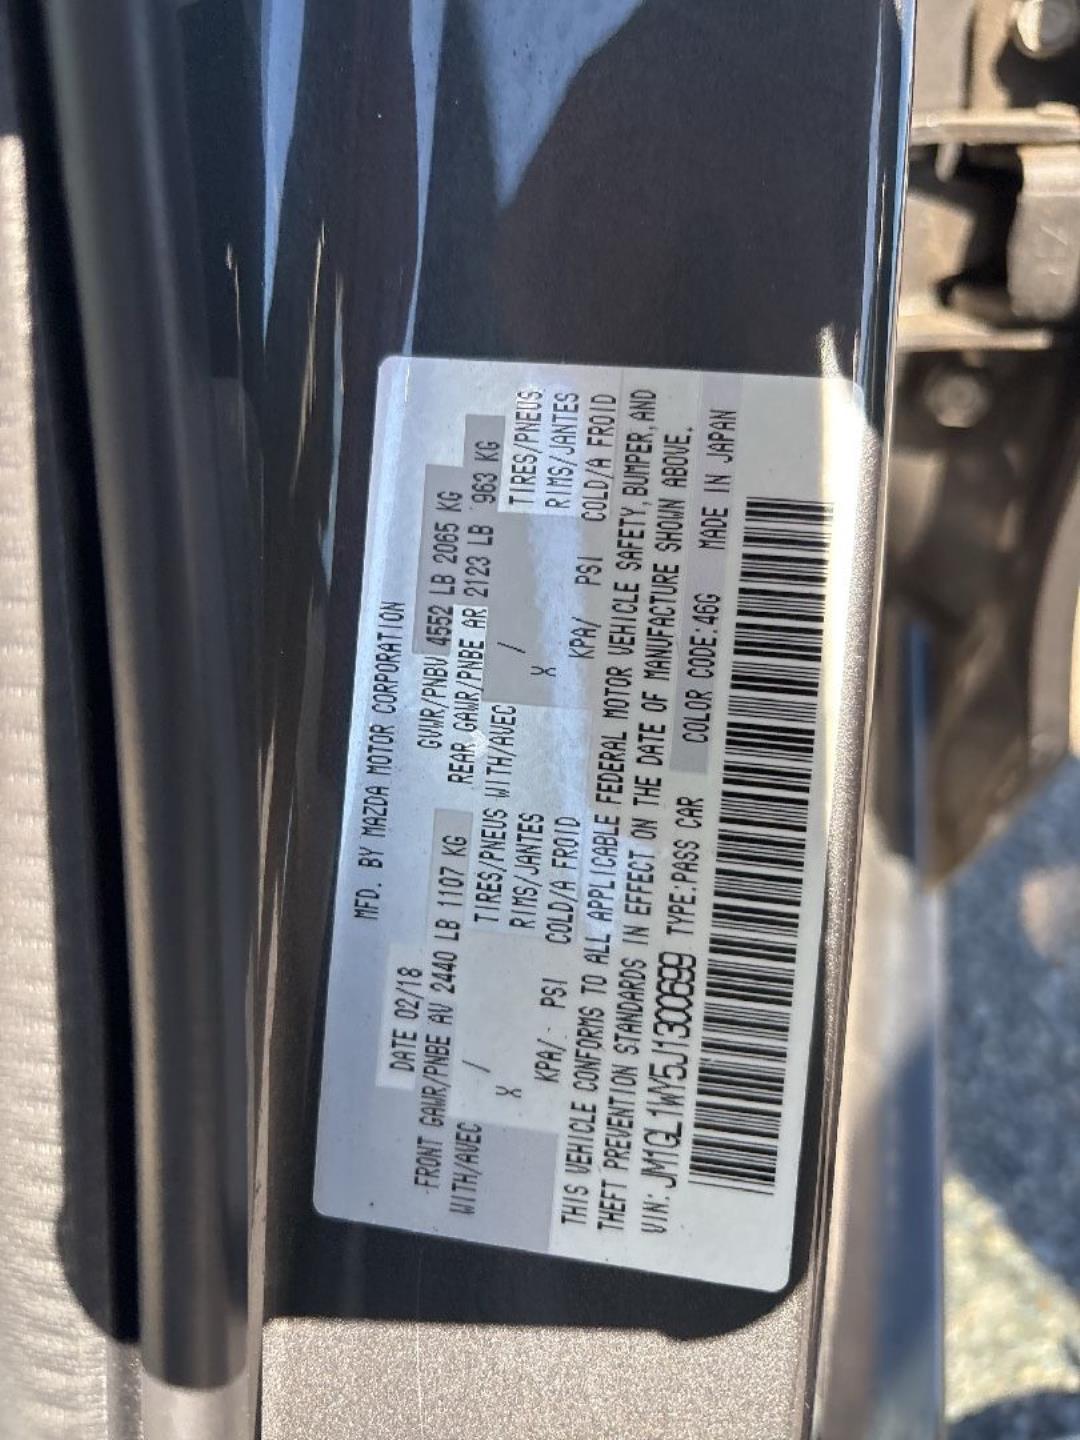 MFD. BY MAZDA MOTOR CORPORATION
DATE 02/18 GVWR/PNBV 4552 LB 2065 KG
FRONT GAWR/PNBE AV 2440 LB 1107 KG REAR GAWR/PNBE AR 2123 LB 963 KG
WITH/AVEC / TIRES/PNEUS WITH/AVEC / TIRES/PNEUS
X RIMS/JANTES X RIMS/JANTES
KPA/ PSI COLD/A FROID KPA/ PSI COLD/A FROID
THIS VEHICLE CONFORMS TO ALL APPLICABLE FEDERAL MOTOR VEHICLE SAFETY, BUMPER, AND
THEFT PREVENTION STANDARDS IN EFFECT ON THE DATE OF MANUFACTURE SHOWN ABOVE.
VIN: JM1GL1WY5J1300699 TYPE:PASS CAR COLOR CODE:46G MADE IN JAPAN